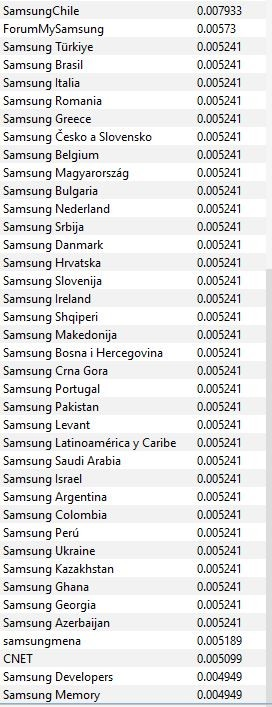 SamsungChile 0.007933
ForumMySamsung 0.00573
Samsung Türkiye 0.005241
Samsung Brasil 0.005241
Samsung Italia 0.005241
Samsung Romania 0.005241
Samsung Greece 0.005241
Samsung Česko a Slovensko 0.005241
Samsung Belgium 0.005241
Samsung Magyarország 0.005241
Samsung Bulgaria 0.005241
Samsung Nederland 0.005241
Samsung Srbija 0.005241
Samsung Danmark 0.005241
Samsung Hrvatska 0.005241
Samsung Slovenija 0.005241
Samsung Ireland 0.005241
Samsung Shqiperi 0.005241
Samsung Makedonija 0.005241
Samsung Bosna i Hercegovina 0.005241
Samsung Crna Gora 0.005241
Samsung Portugal 0.005241
Samsung Pakistan 0.005241
Samsung Levant 0.005241
Samsung Latinoamérica y Caribe 0.005241
Samsung Saudi Arabia 0.005241
Samsung Israel 0.005241
Samsung Argentina 0.005241
Samsung Colombia 0.005241
Samsung Perú 0.005241
Samsung Ukraine 0.005241
Samsung Kazakhstan 0.005241
Samsung Ghana 0.005241
Samsung Georgia 0.005241
Samsung Azerbaijan 0.005241
samsungmena 0.005189
CNET 0.005099
Samsung Developers 0.004949
Samsung Memory 0.004949